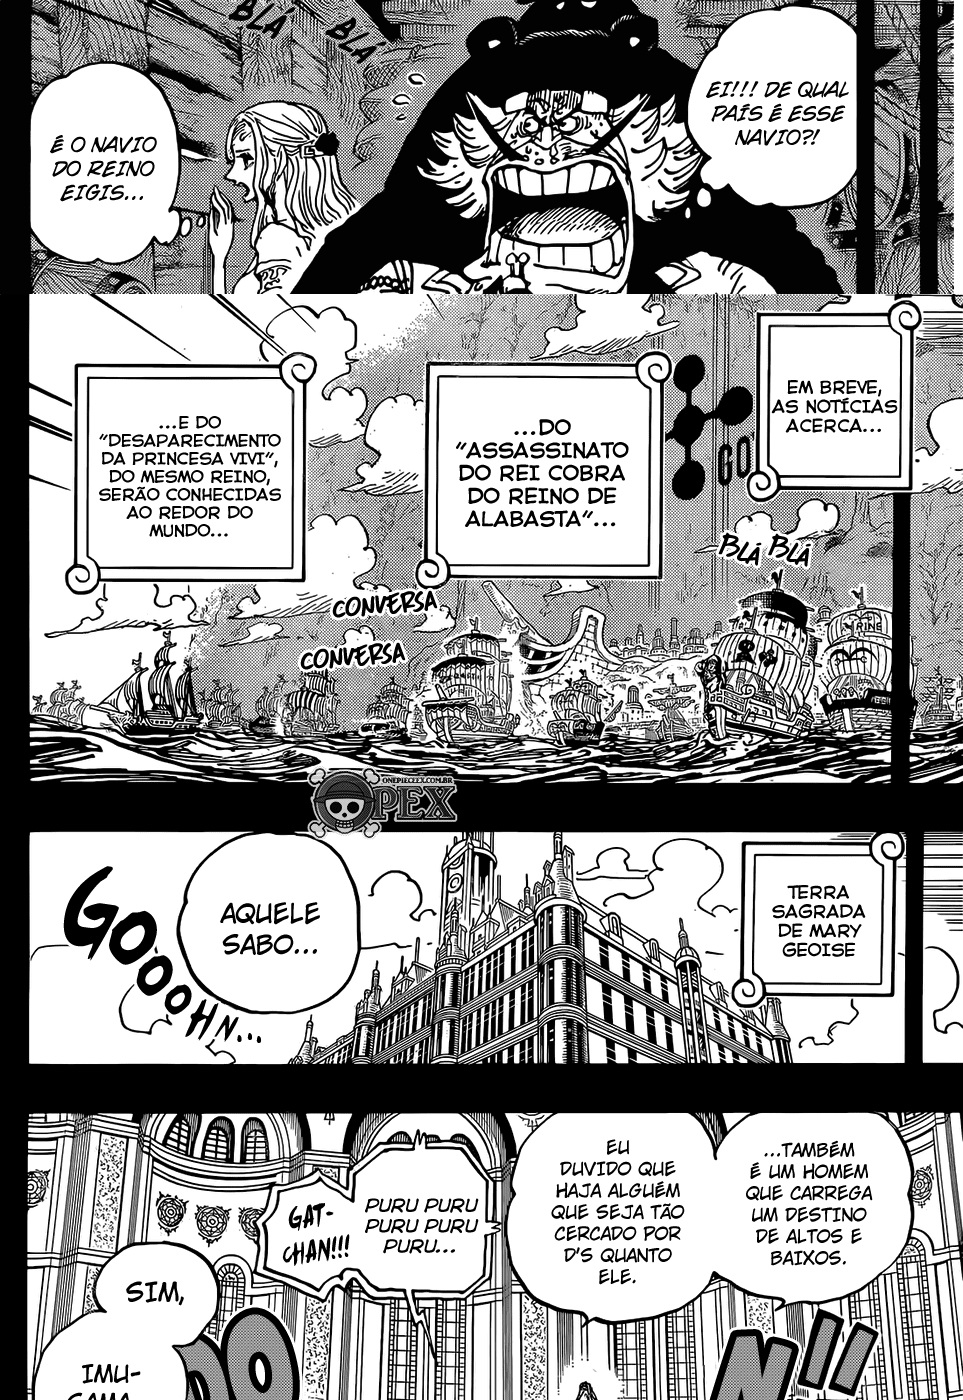 BLÁ
BLÁ
EI!!! DE QUAL
PAÍS É ESSE
NAVIO?!
É O NAVIO
DO REINO
EIGIS...
EM BREVE,
AS NOTÍCIAS
ACERCA...
...DO
"ASSASSINATO
DO REI COBRA
DO REINO DE
ALABASTA"...
...E DO
"DESAPARECIMENTO
DA PRINCESA VIVI",
DO MESMO REINO,
SERÃO CONHECIDAS
AO REDOR DO
MUNDO...
GO
BLÁ BLÁ
CONVERSA
CONVERSA
ONEPIECEEX.COM.BR
OPEX
TERRA
SAGRADA
DE MARY
GEOISE
AQUELE
SABO...
GOOOHN...
...TAMBÉM
É UM HOMEM
QUE CARREGA
UM DESTINO
DE ALTOS E
BAIXOS.
EU
DUVIDO QUE
HAJA ALGUÉM
QUE SEJA TÃO
CERCADO POR
D'S QUANTO
ELE.
PURU PURU
PURU PURU
PURU...
GAT-
CHAN!!!
SIM,
IMU-
SAMA
DO
N!!